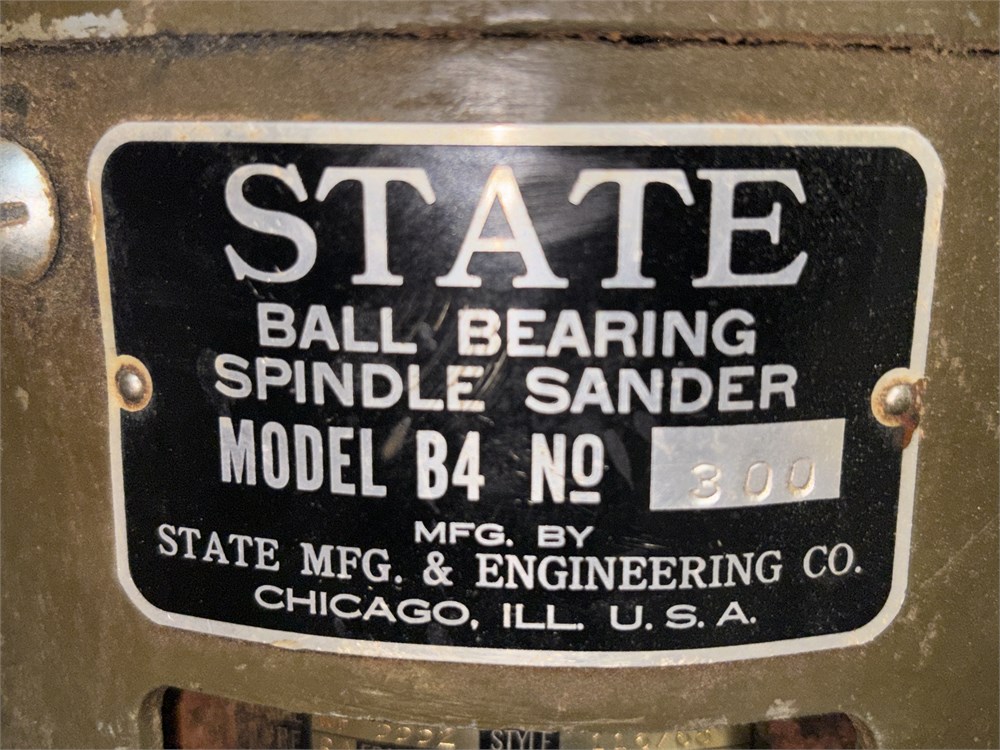 STATE
BALL BEARING
SPINDLE SANDER
MODEL B4 NO 300
MFG. BY
STATE MFG. & ENGINEERING CO.
CHICAGO, ILL. U. S. A.
STYLE